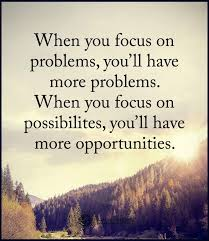 When you focus on
problems, you'll have
more problems.
When you focus on
possibilites, you'll have
more opportunities.